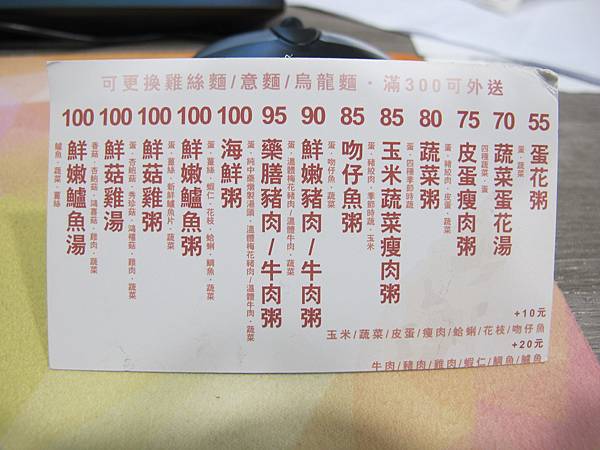 可更換雞絲麵/意麵/烏龍麵．滿300可外送
55
蛋花粥
蛋．蔬菜
70
蔬菜蛋花湯
四種蔬菜．蛋
75
皮蛋瘦肉粥
蛋．豬絞肉．皮蛋．蔬菜
80
蔬菜粥
蛋．四種季節時蔬
85
玉米蔬菜瘦肉粥
蛋．豬絞肉．季節時蔬．玉米
85
吻仔魚粥
蛋．吻仔魚．蔬菜
90
鮮嫩豬肉/牛肉粥
蛋．溫體梅花豬肉/溫體牛肉．蔬菜
95
藥膳豬肉/牛肉粥
蛋．純中藥燉製湯頭．溫體梅花豬肉/溫體牛肉．蔬菜
100
海鮮粥
蛋．薑絲．蝦仁．花枝．蛤蜊．鯛魚．蔬菜
100
鮮嫩鱸魚粥
蛋．薑絲．新鮮鱸魚片．蔬菜
100
鮮菇雞粥
蛋．杏鮑菇．秀珍菇．鴻禧菇．雞肉．蔬菜
100
鮮菇雞湯
香菇．杏鮑菇．鴻喜菇．雞肉．蔬菜
100
鮮嫩鱸魚湯
鱸魚．蔬菜．薑絲
+10元
玉米/蔬菜/皮蛋/瘦肉/蛤蜊/花枝/吻仔魚
+20元
牛肉/豬肉/雞肉/蝦仁/鯛魚/鱸魚